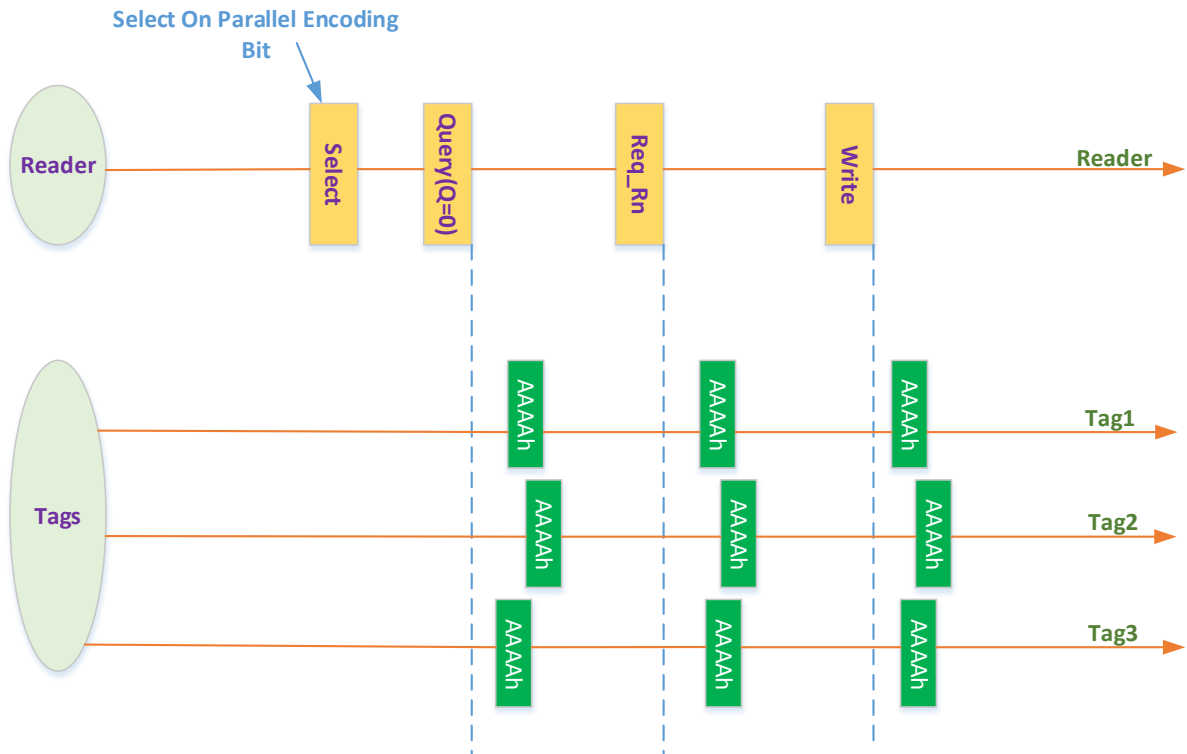 Select On Parallel Encoding
Bit
Reader
Select
Query(Q=0)
Req_Rn
Write
Reader
AAAAh
AAAAh
AAAAh
Tag1
Tags
AAAAh
AAAAh
AAAAh
Tag2
AAAAh
AAAAh
AAAAh
Tag3